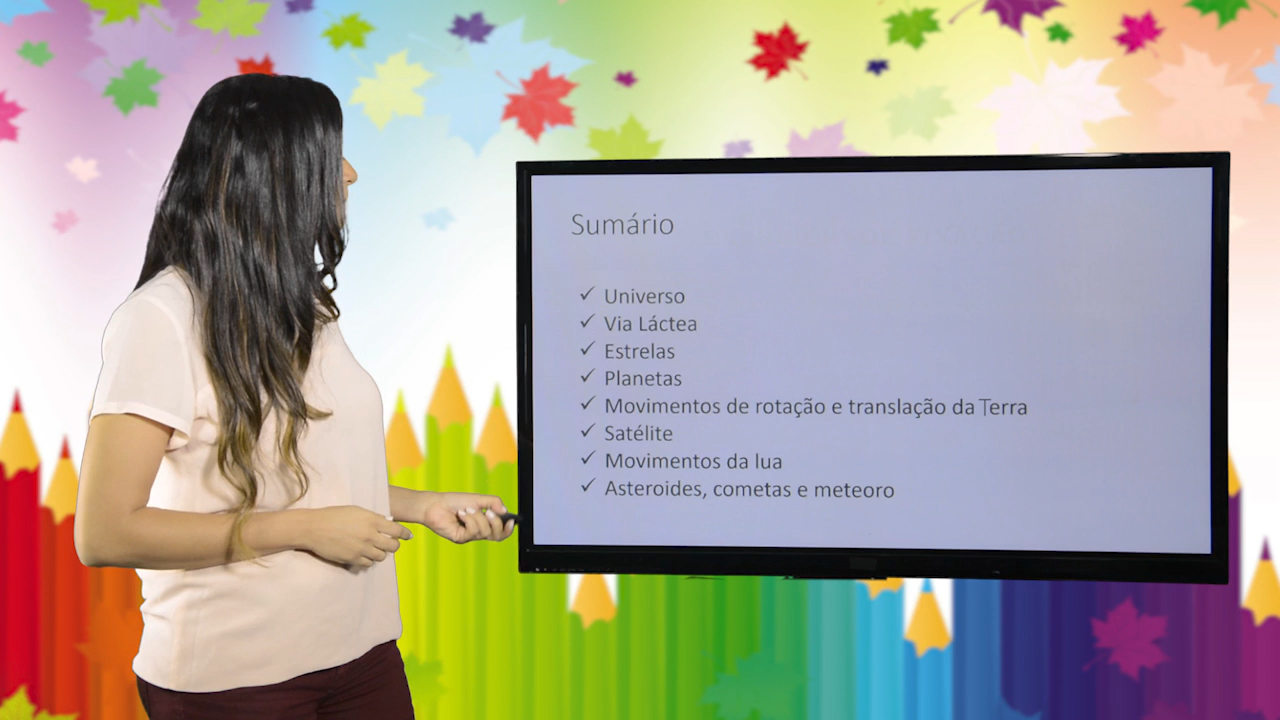 Sumário
✓ Universo
✓ Via Láctea
✓ Estrelas
✓ Planetas
✓ Movimentos de rotação e translação da Terra
✓ Satélite
✓ Movimentos da lua
✓ Asteroides, cometas e meteoro